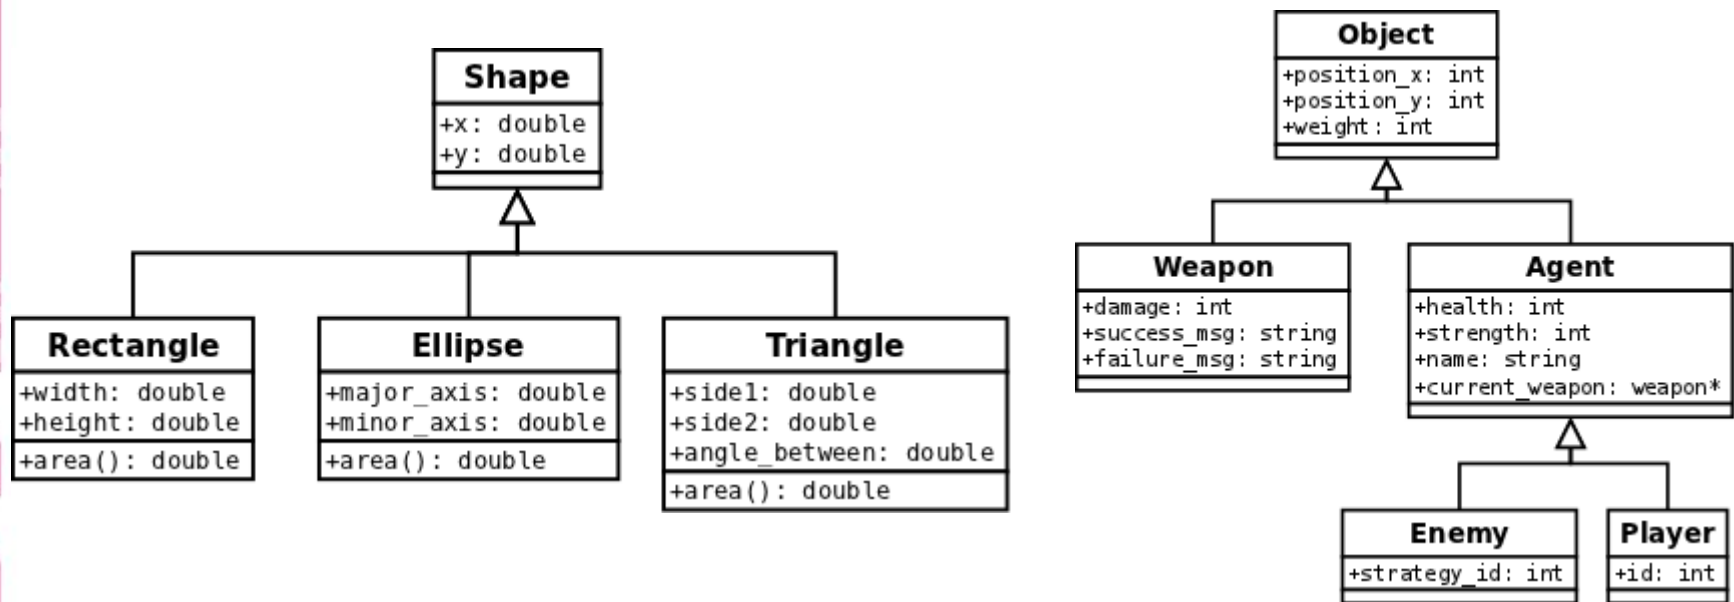 Shape
+x: double
+y: double
Rectangle
+width: double
+height: double
+area(): double
Ellipse
+major_axis: double
+minor_axis: double
+area(): double
Triangle
+side1: double
+side2: double
+angle_between: double
+area(): double
Object
+position_x: int
+position_y: int
+weight: int
Weapon
+damage: int
+success_msg: string
+failure_msg: string
Agent
+health: int
+strength: int
+name: string
+current_weapon: weapon*
Enemy
+strategy_id: int
Player
+id: int